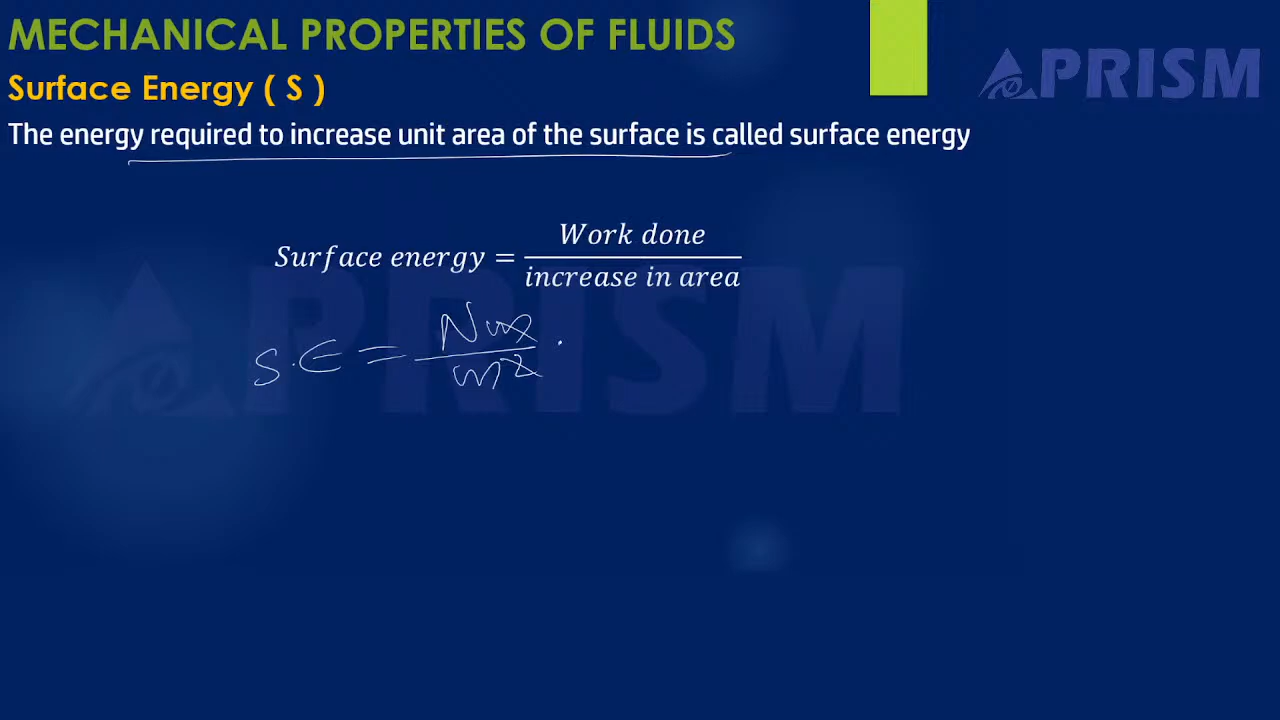 MECHANICAL PROPERTIES OF FLUIDS
PRISM
Surface Energy ( S )
The energy required to increase unit area of the surface is called surface energy
Surface energy = Work done / increase in area
S.E = Nm / m²
PRISM